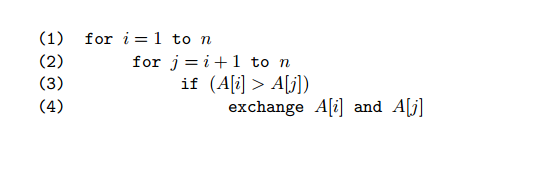 (1) for i = 1 to n
(2) for j = i + 1 to n
(3) if (A[i] > A[j])
(4) exchange A[i] and A[j]